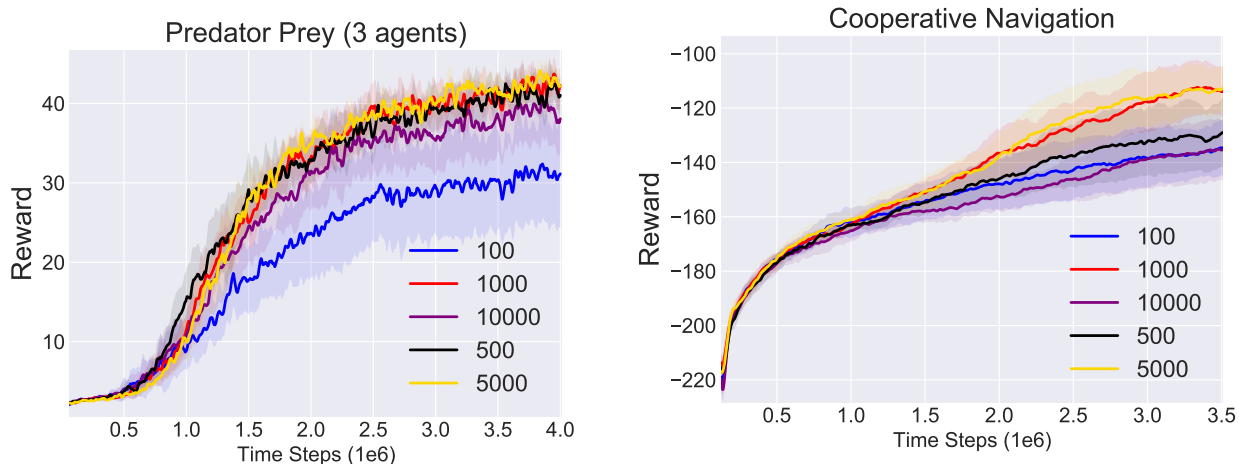 Predator Prey (3 agents)
Reward
40
30
20
10
0.5 1.0 1.5 2.0 2.5 3.0 3.5 4.0
Time Steps (1e6)
100
1000
10000
500
5000
Cooperative Navigation
Reward
−100
−120
−140
−160
−180
−200
−220
0.5 1.0 1.5 2.0 2.5 3.0 3.5
Time Steps (1e6)
100
1000
10000
500
5000